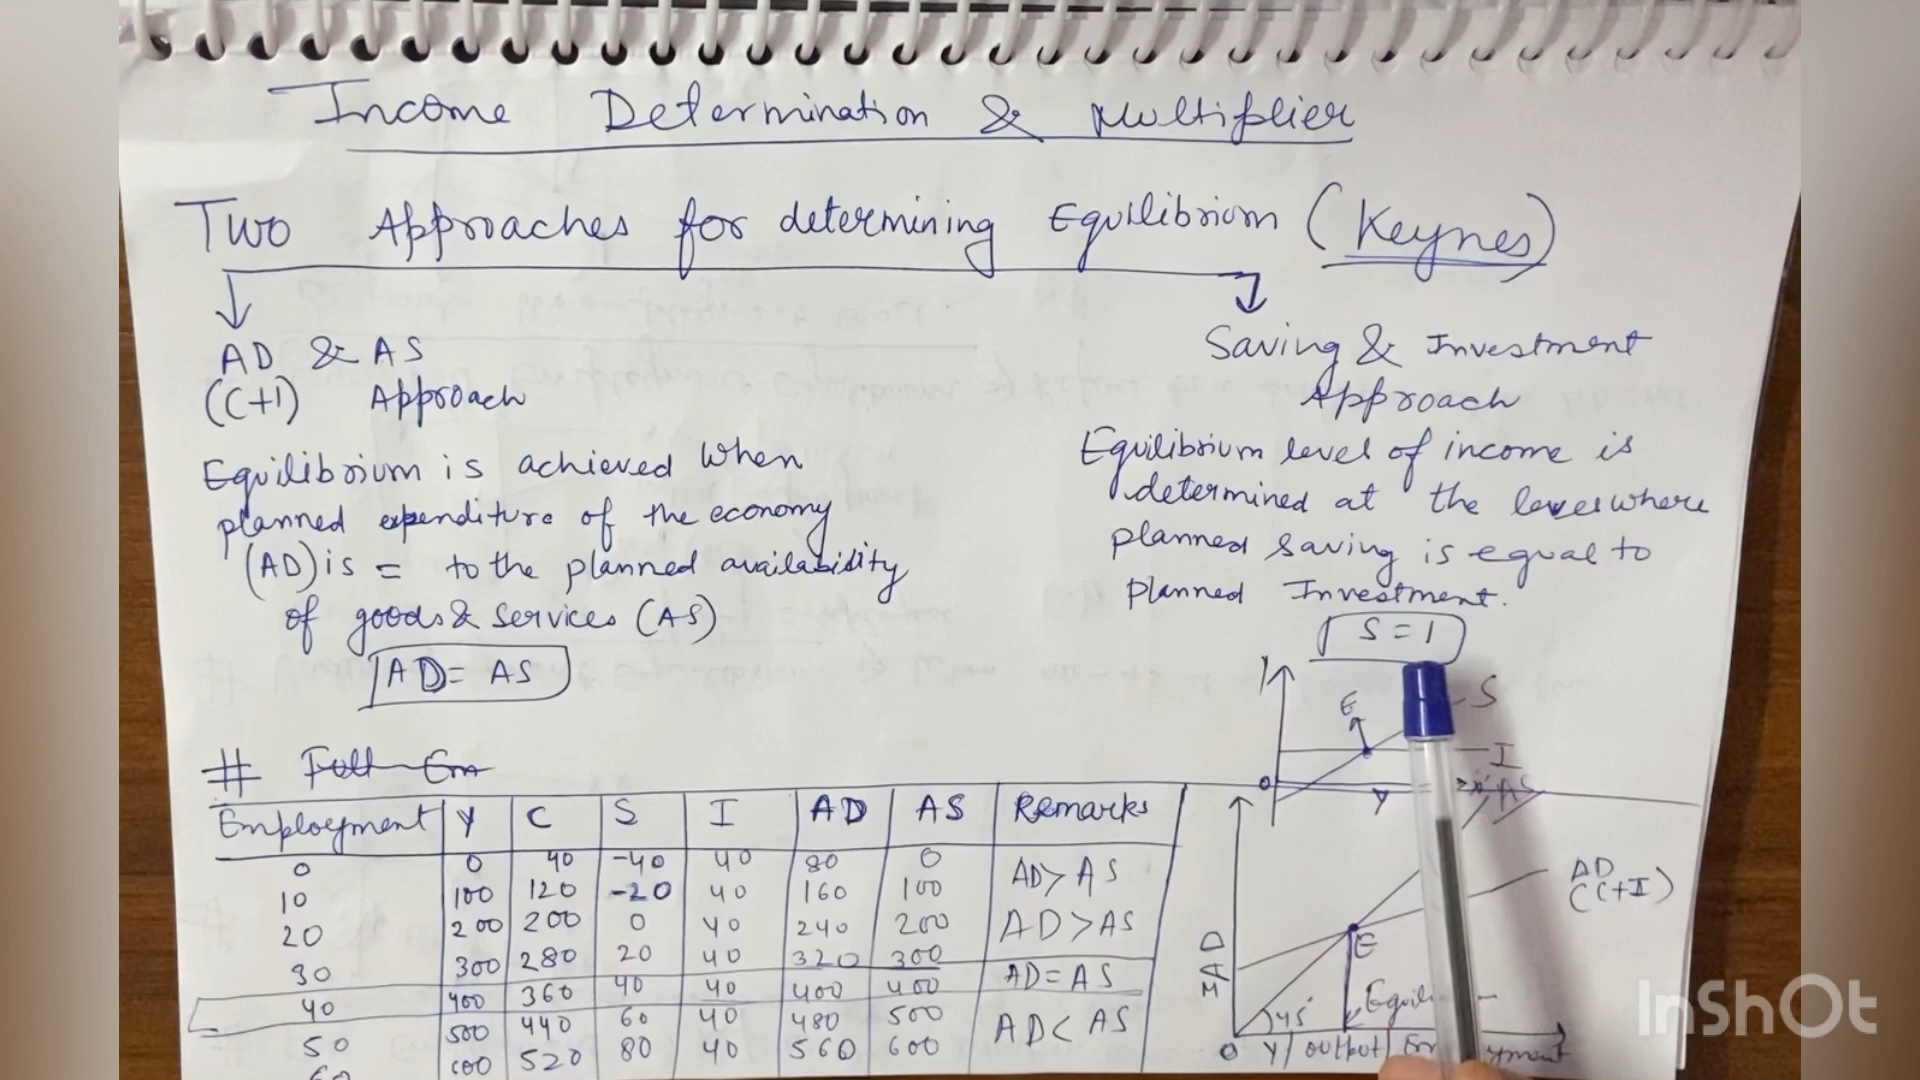 Income Determination & Multiplier
Two Approaches for determining Equilibrium (Keynes)
AD & AS
(C+I) Approach
Equilibrium is achieved when
planned expenditure of the economy
(AD) is = to the planned availability
of goods & services (AS)
AD = AS
Saving & Investment
Approach
Equilibrium level of income is
determined at the level where
planned saving is equal to
planned Investment.
S = I
Y
E
S
I
O
Y
# Full Em
Employment Y C S I AD AS Remarks
0 0 40 -40 40 80 0 AD > AS
10 100 120 -20 40 160 100
20 200 200 0 40 240 200 AD > AS
30 300 280 20 40 320 300
40 400 360 40 40 400 400 AD = AS
50 500 440 60 40 480 500 AD < AS
60 600 520 80 40 560 600
AS
AD
(C+I)
AD
E
45°
O Y/output/
InShOt